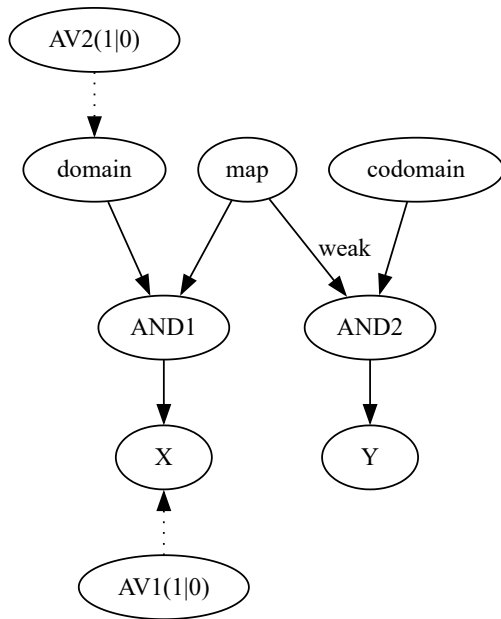 AV2(1|0)
domain
map
codomain
weak
AND1
AND2
X
Y
AV1(1|0)